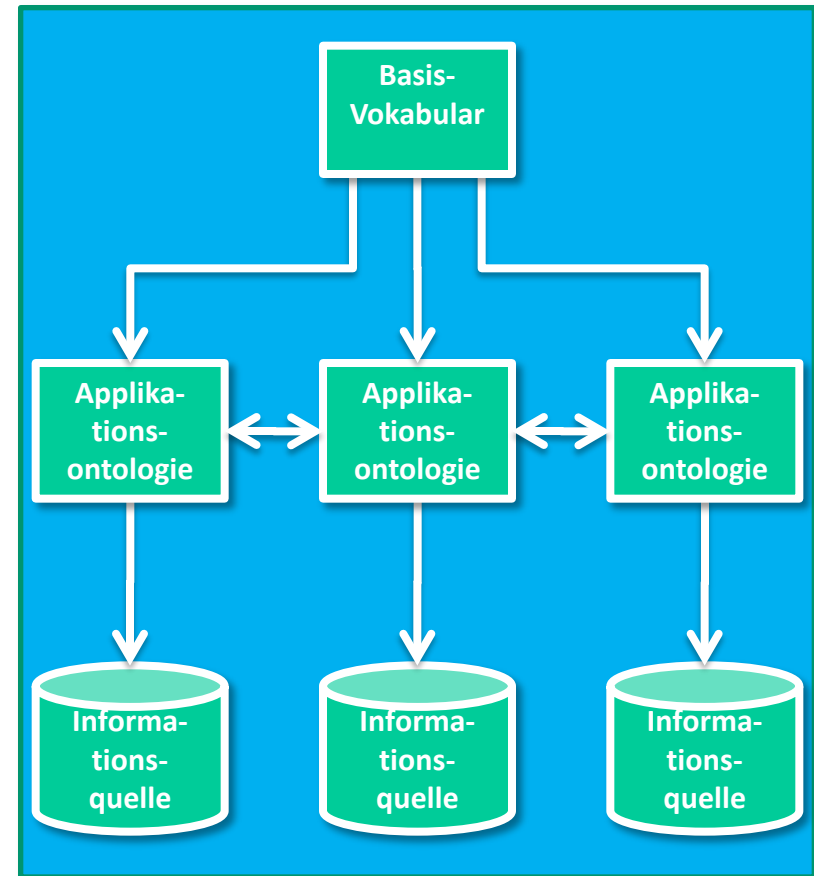 Basis-
Vokabular
Applika-
tions-
ontologie
Applika-
tions-
ontologie
Applika-
tions-
ontologie
Informa-
tions-
quelle
Informa-
tions-
quelle
Informa-
tions-
quelle